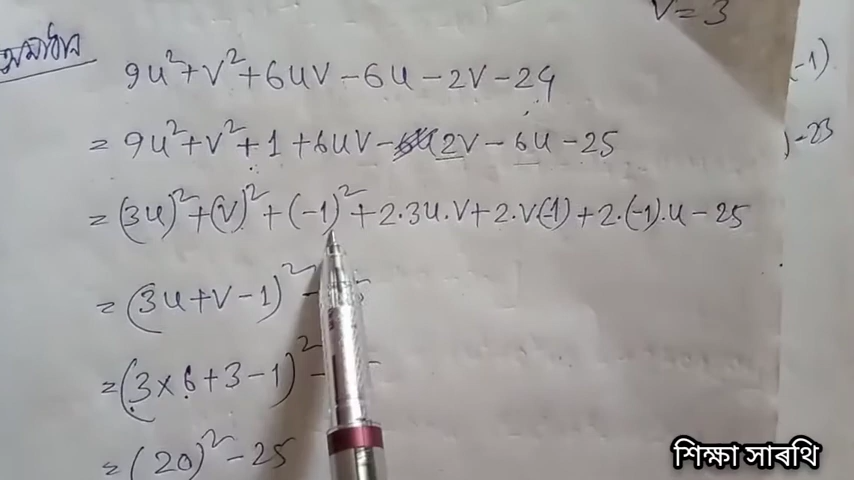 V = 3
সমাধান
9u² + v² + 6uv - 6u - 2v - 24
-1)
= 9u² + v² + 1 + 6uv - 2v - 6u - 25
) - 23
= (3u)² + (v)² + (-1)² + 2.3u.v + 2.v(-1) + 2.(-1).u - 25
= (3u + v - 1)² -
= (3 × 6 + 3 - 1)² -
= (20)² - 25
শিক্ষা সাৰথি